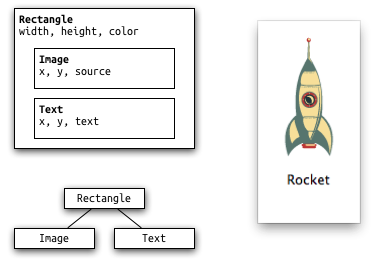 Rectangle
width, height, color
Image
x, y, source
Text
x, y, text
Rectangle
Image
Text
Rocket